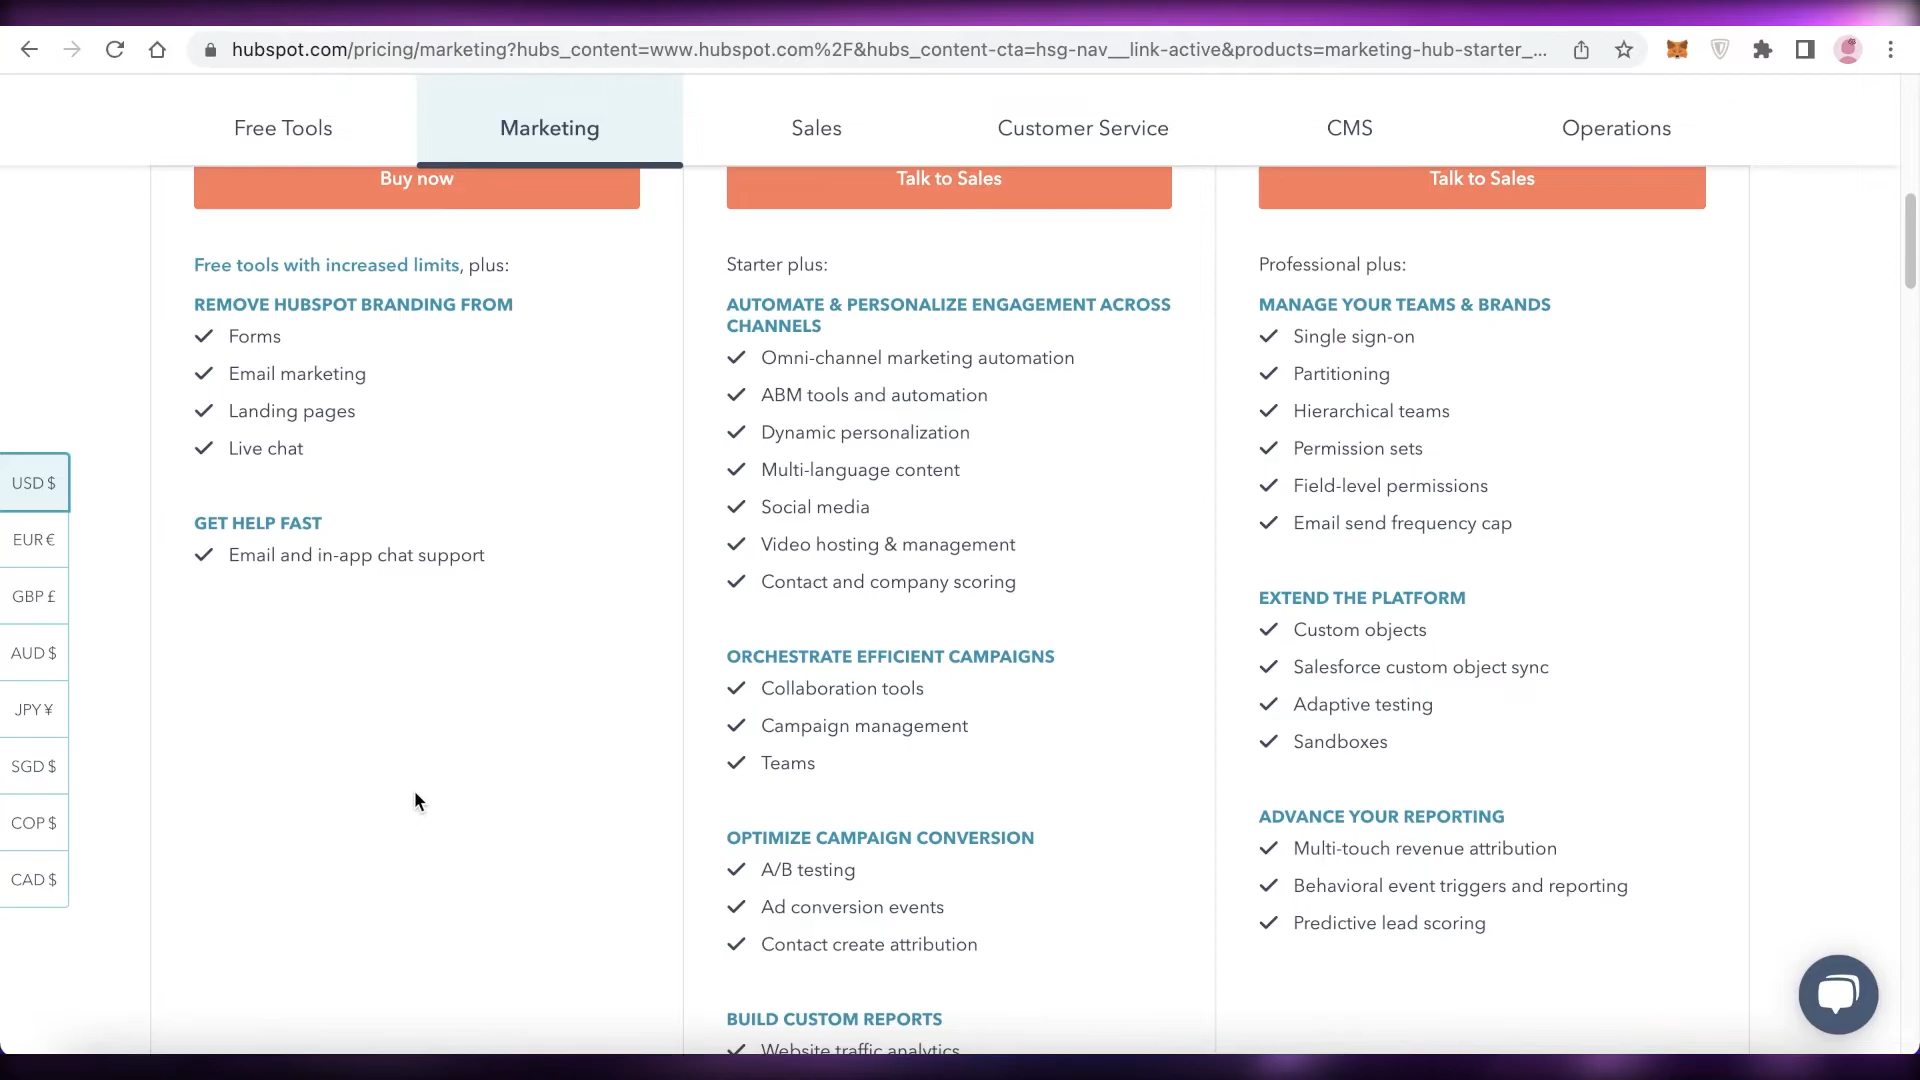 hubspot.com/pricing/marketing?hubs_content=www.hubspot.com%2F&hubs_content-cta=hsg-nav__link-active&products=marketing-hub-starter_...
Free Tools
Marketing
Sales
Customer Service
CMS
Operations
Buy now
Talk to Sales
Talk to Sales
Free tools with increased limits, plus:
REMOVE HUBSPOT BRANDING FROM
Forms
Email marketing
Landing pages
Live chat
GET HELP FAST
Email and in-app chat support
Starter plus:
AUTOMATE & PERSONALIZE ENGAGEMENT ACROSS
CHANNELS
Omni-channel marketing automation
ABM tools and automation
Dynamic personalization
Multi-language content
Social media
Video hosting & management
Contact and company scoring
ORCHESTRATE EFFICIENT CAMPAIGNS
Collaboration tools
Campaign management
Teams
OPTIMIZE CAMPAIGN CONVERSION
A/B testing
Ad conversion events
Contact create attribution
BUILD CUSTOM REPORTS
Website traffic analytics
Professional plus:
MANAGE YOUR TEAMS & BRANDS
Single sign-on
Partitioning
Hierarchical teams
Permission sets
Field-level permissions
Email send frequency cap
EXTEND THE PLATFORM
Custom objects
Salesforce custom object sync
Adaptive testing
Sandboxes
ADVANCE YOUR REPORTING
Multi-touch revenue attribution
Behavioral event triggers and reporting
Predictive lead scoring
USD $
EUR €
GBP £
AUD $
JPY ¥
SGD $
COP $
CAD $